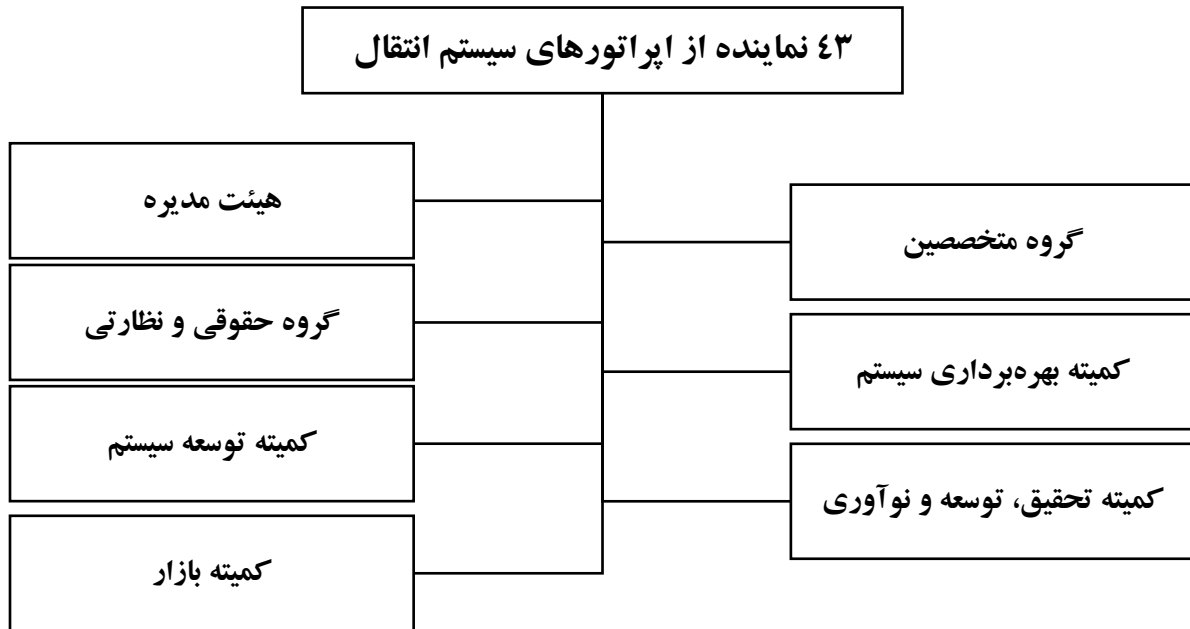 ٤٣ نماینده از اپراتورهای سیستم انتقال
هیئت مدیره
گروه متخصصین
گروه حقوقی و نظارتی
کمیته بهره‌برداری سیستم
کمیته توسعه سیستم
کمیته تحقیق، توسعه و نوآوری
کمیته بازار